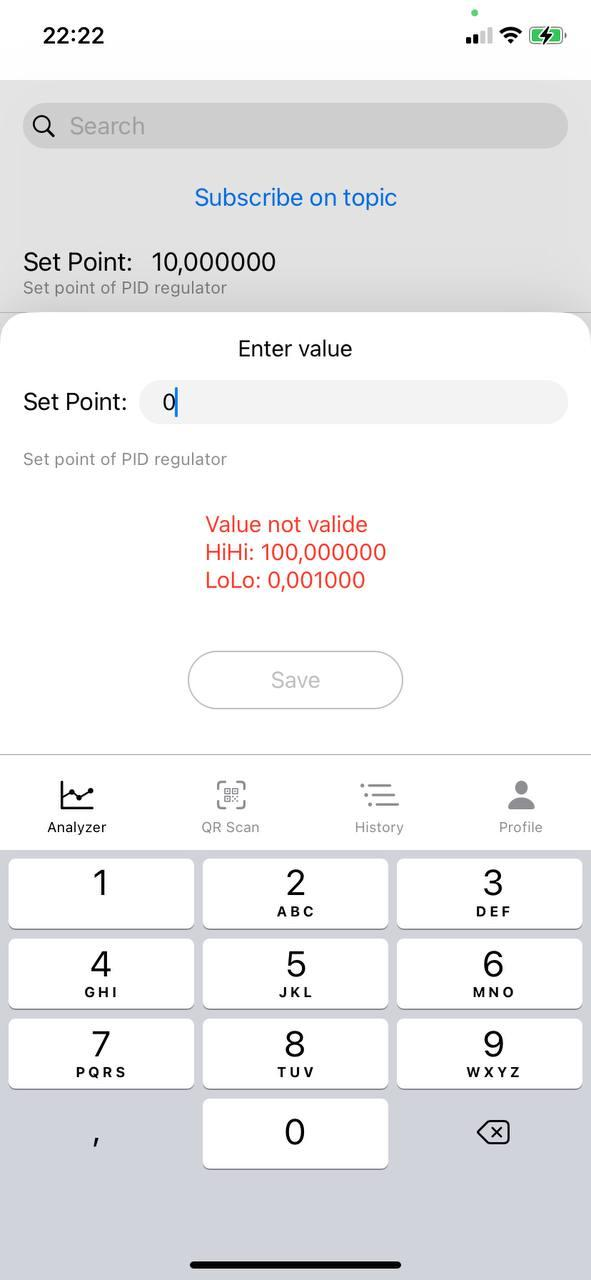 22:22
Search
Subscribe on topic
Set Point: 10,000000
Set point of PID regulator
Enter value
Set Point: 0
Set point of PID regulator
Value not valide
HiHi: 100,000000
LoLo: 0,001000
Save
Analyzer QR Scan History Profile
1 2 3
ABC DEF
4 5 6
GHI JKL MNO
7 8 9
PQRS TUV WXYZ
, 0